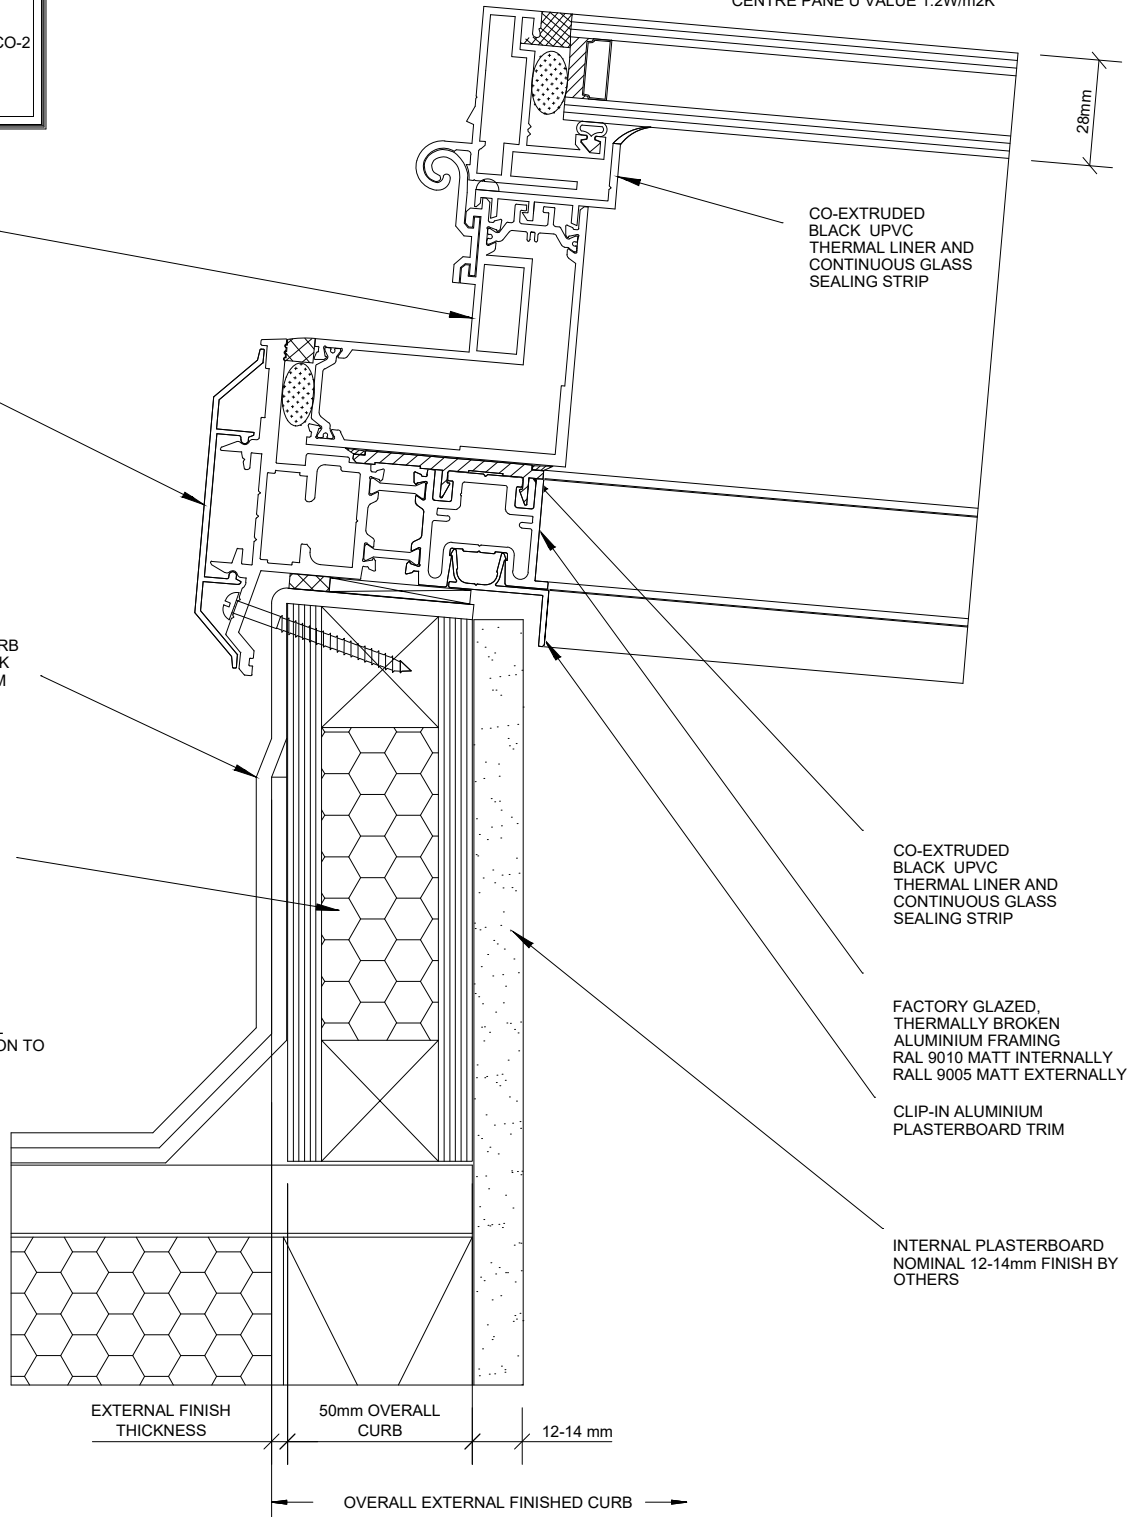 CENTRE PANE U VALUE 1.2W/m2K
CO-2
28mm
CO-EXTRUDED
BLACK UPVC
THERMAL LINER AND
CONTINUOUS GLASS
SEALING STRIP
RB
K
M
CO-EXTRUDED
BLACK UPVC
THERMAL LINER AND
CONTINUOUS GLASS
SEALING STRIP
FACTORY GLAZED,
THERMALLY BROKEN
ALUMINIUM FRAMING
RAL 9010 MATT INTERNALLY
RALL 9005 MATT EXTERNALLY
ON TO
CLIP-IN ALUMINIUM
PLASTERBOARD TRIM
INTERNAL PLASTERBOARD
NOMINAL 12-14mm FINISH BY
OTHERS
EXTERNAL FINISH
THICKNESS
50mm OVERALL
CURB
12-14 mm
OVERALL EXTERNAL FINISHED CURB